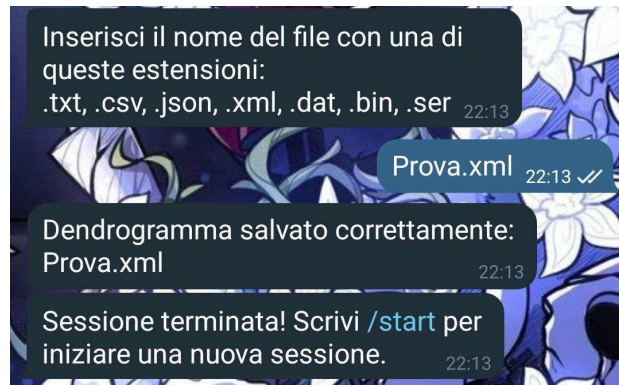 Inserisci il nome del file con una di
queste estensioni:
.txt, .csv, .json, .xml, .dat, .bin, .ser 22:13
Prova.xml 22:13
Dendrogramma salvato correttamente:
Prova.xml 22:13
Sessione terminata! Scrivi /start per
iniziare una nuova sessione. 22:13